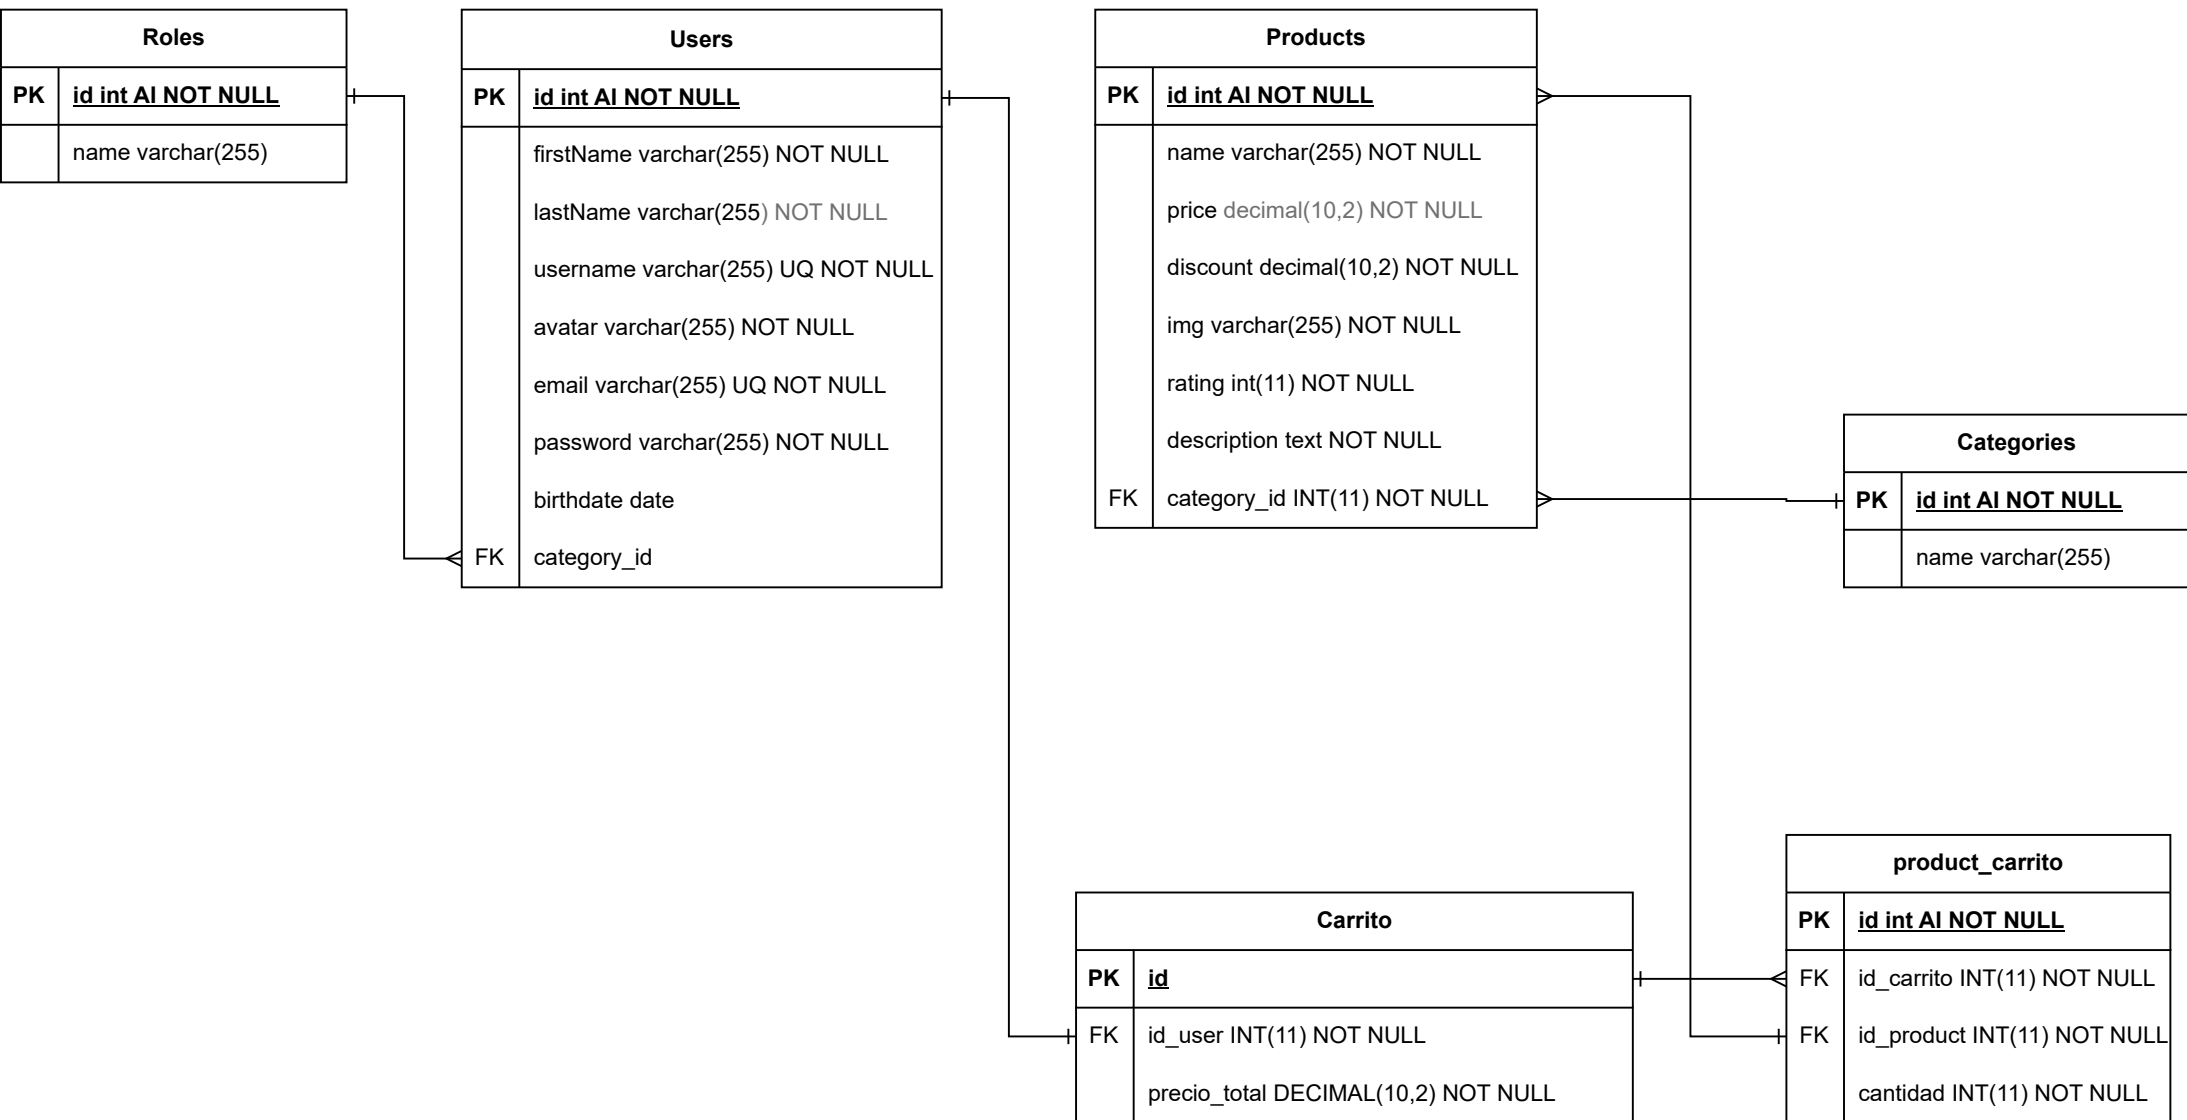 Roles
PK id int AI NOT NULL
name varchar(255)
Users
PK id int AI NOT NULL
firstName varchar(255) NOT NULL
lastName varchar(255) NOT NULL
username varchar(255) UQ NOT NULL
avatar varchar(255) NOT NULL
email varchar(255) UQ NOT NULL
password varchar(255) NOT NULL
birthdate date
FK category_id
Products
PK id int AI NOT NULL
name varchar(255) NOT NULL
price decimal(10,2) NOT NULL
discount decimal(10,2) NOT NULL
img varchar(255) NOT NULL
rating int(11) NOT NULL
description text NOT NULL
FK category_id INT(11) NOT NULL
Categories
PK id int AI NOT NULL
name varchar(255)
Carrito
PK id
FK id_user INT(11) NOT NULL
precio_total DECIMAL(10,2) NOT NULL
product_carrito
PK id int AI NOT NULL
FK id_carrito INT(11) NOT NULL
FK id_product INT(11) NOT NULL
cantidad INT(11) NOT NULL